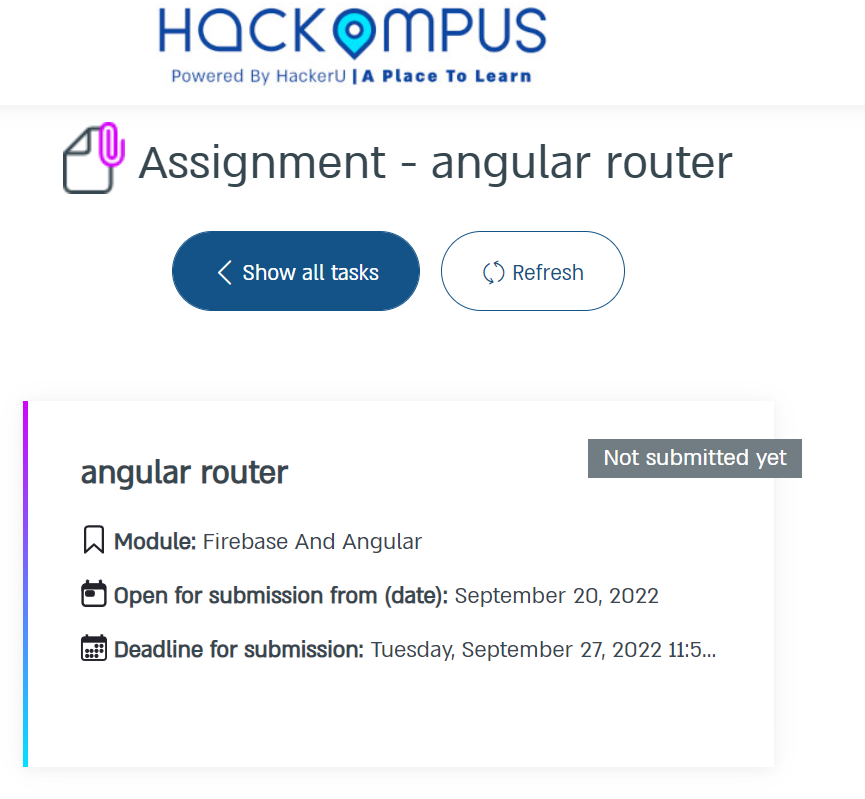 HACKOMPUS
Powered By HackerU | A Place To Learn
Assignment - angular router
Show all tasks
Refresh
Not submitted yet
angular router
Module: Firebase And Angular
Open for submission from (date): September 20, 2022
Deadline for submission: Tuesday, September 27, 2022 11:5...